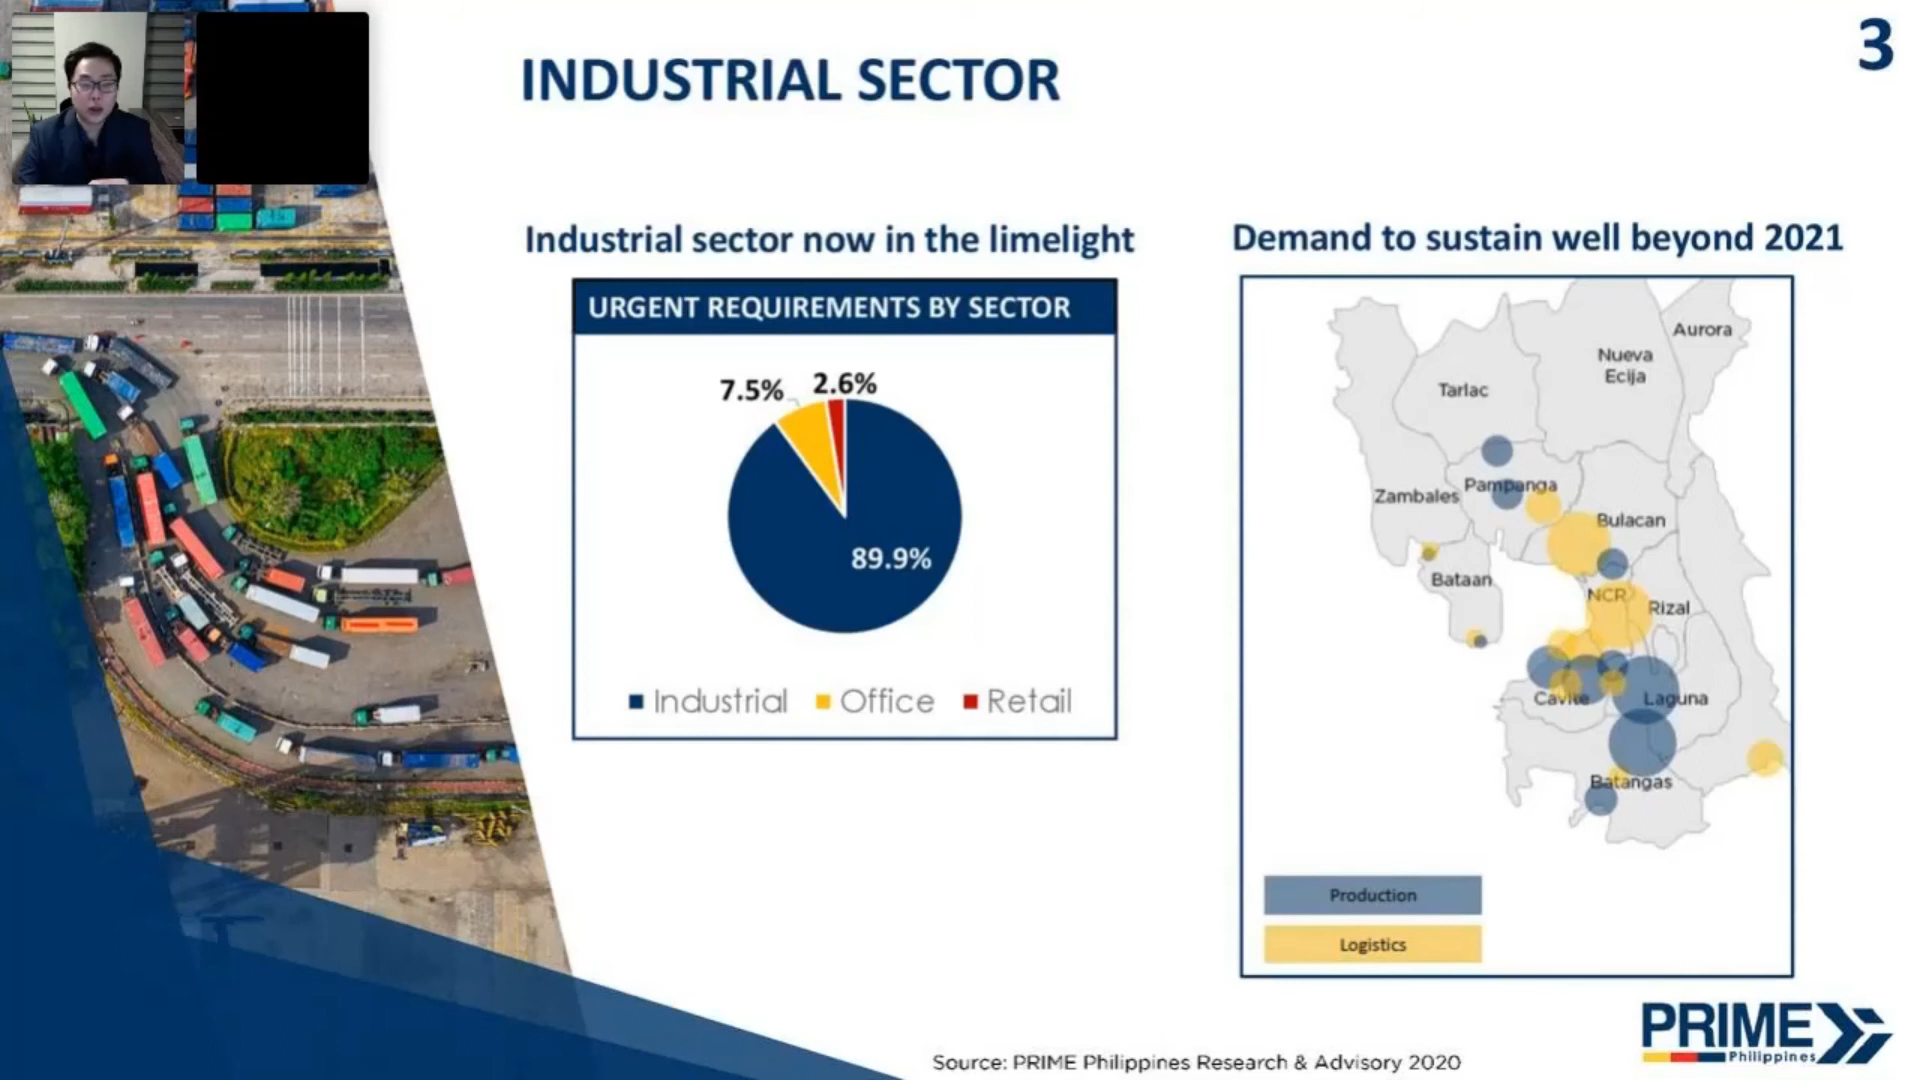 3
INDUSTRIAL SECTOR
Industrial sector now in the limelight
URGENT REQUIREMENTS BY SECTOR
7.5%
2.6%
89.9%
Industrial
Office
Retail
Demand to sustain well beyond 2021
Aurora
Nueva
Ecija
Tarlac
Pampanga
Zambales
Bulacan
Bataan
NCR
Rizal
Cavite
Laguna
Batangas
Production
Logistics
Source: PRIME Philippines Research & Advisory 2020
PRIME
Philippines